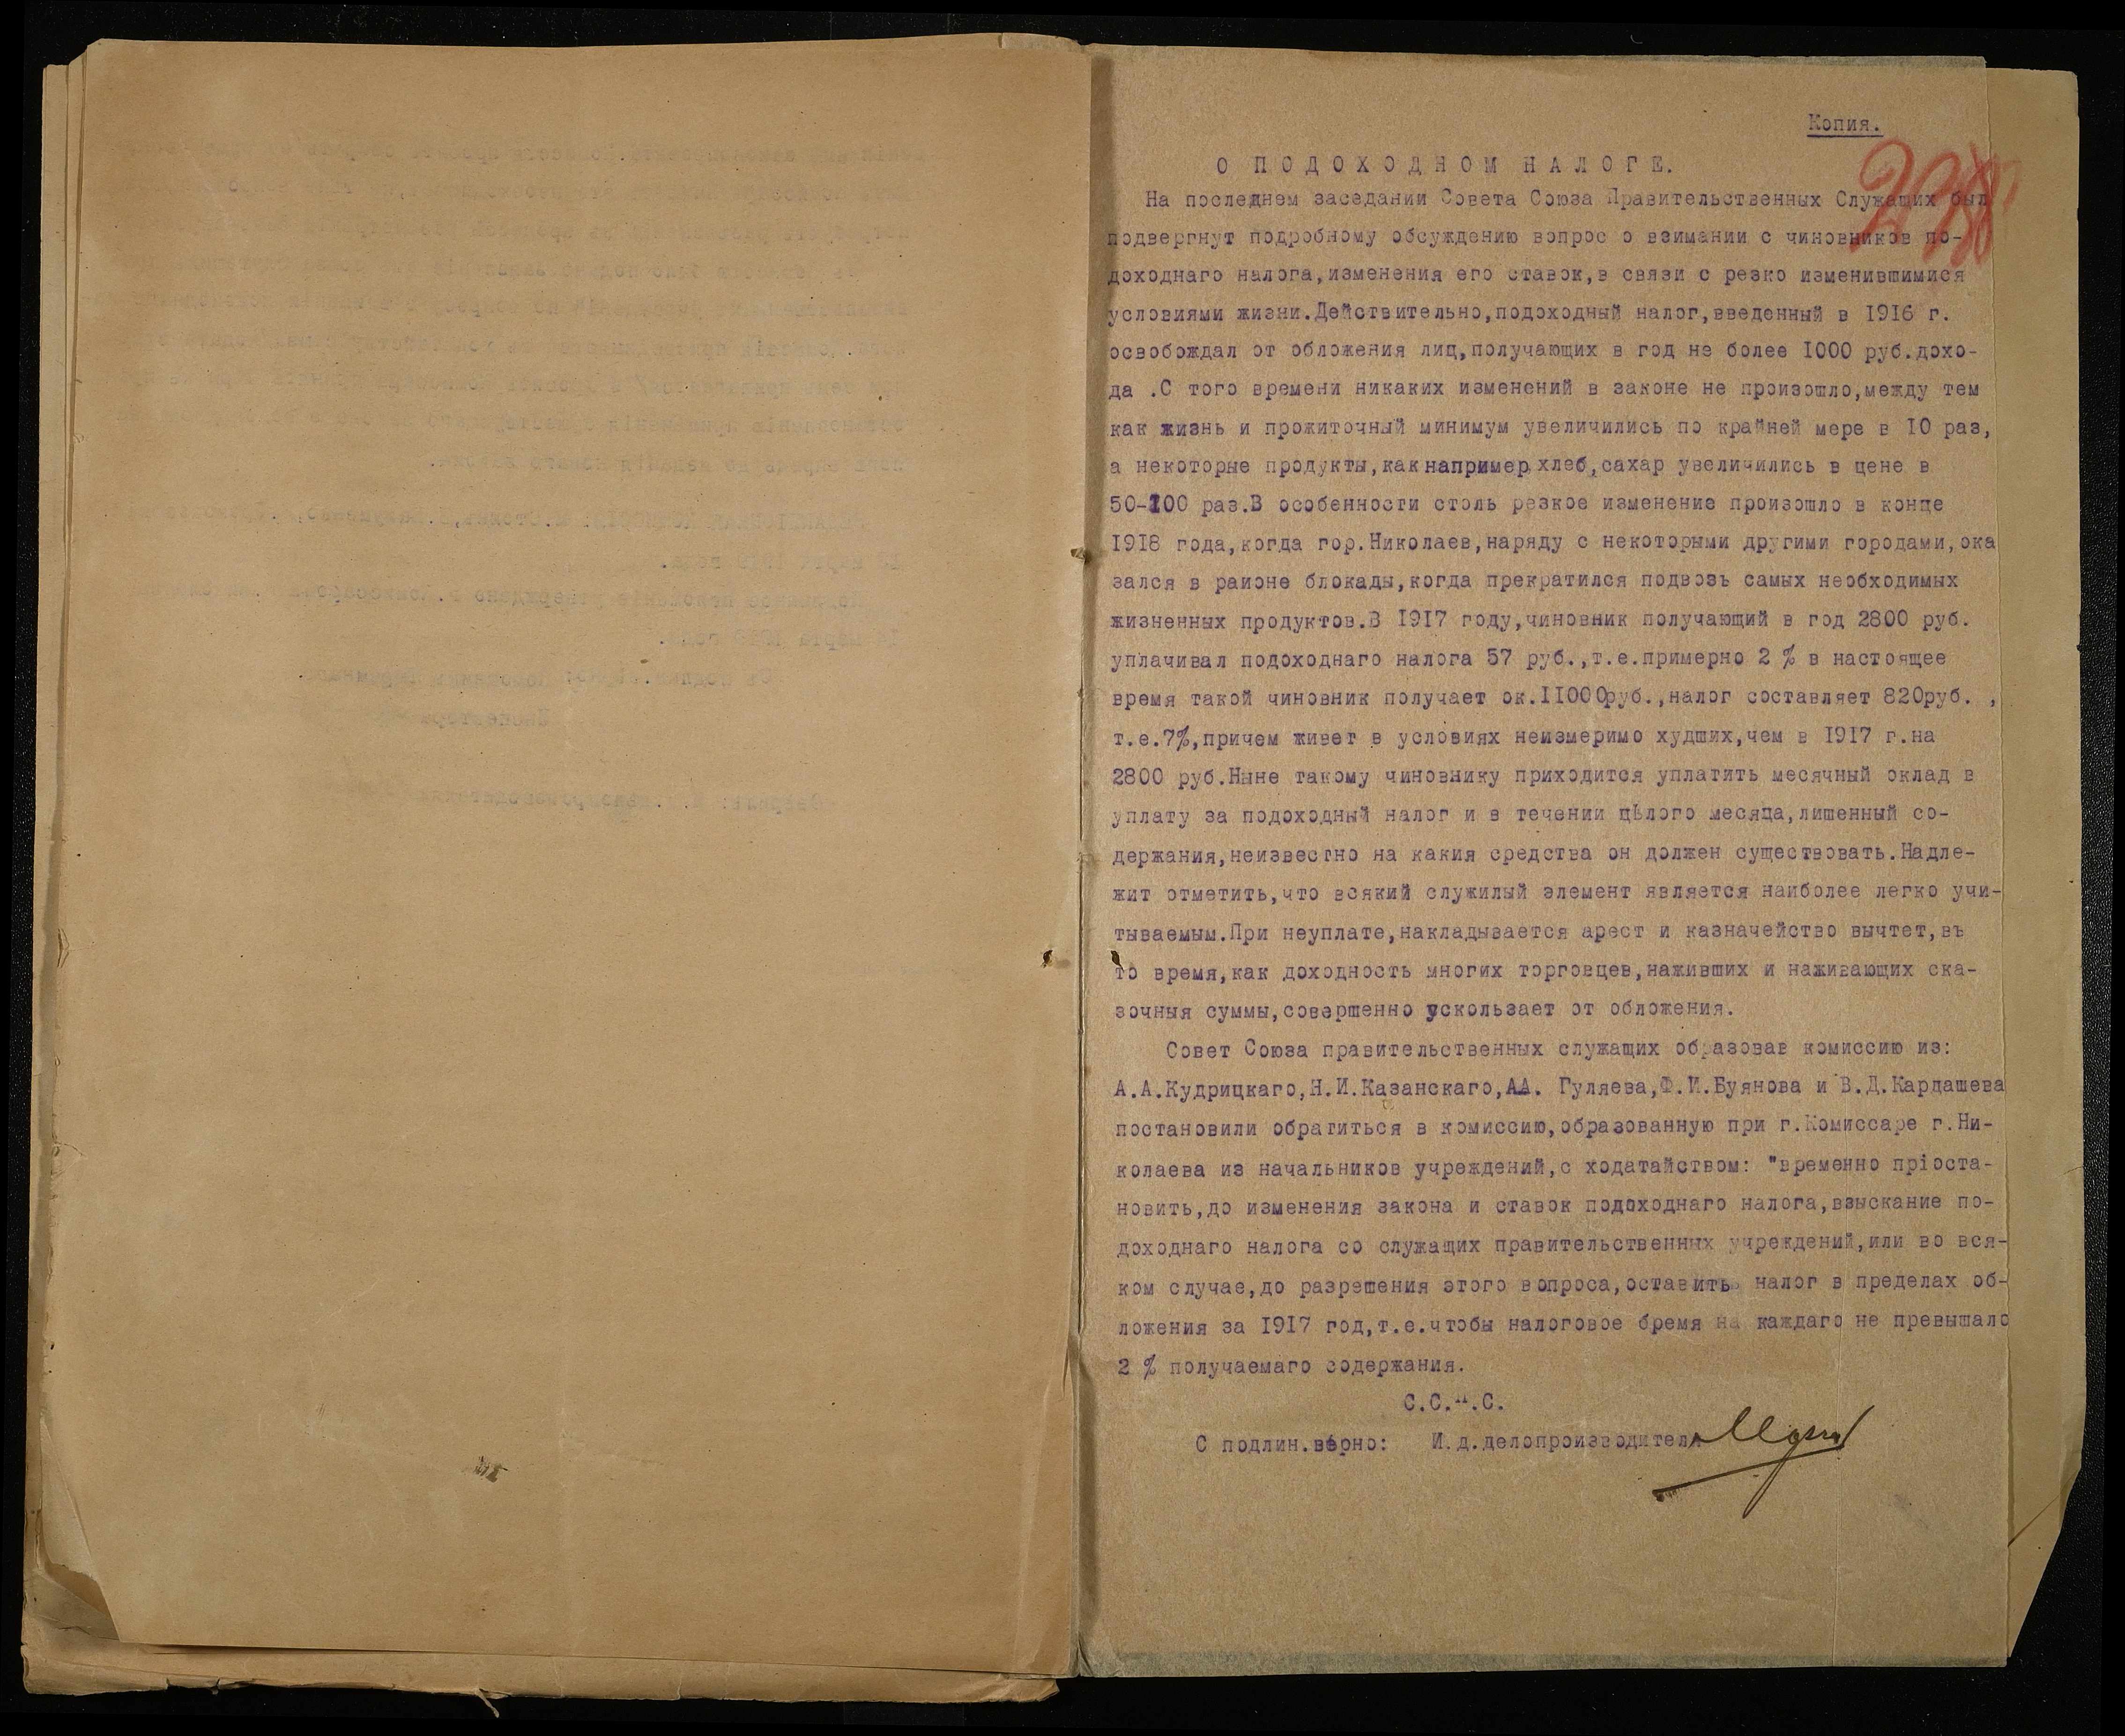 Копия.
О ПОДОХОДНОМ НАЛОГЕ.
На последнем заседании Совета Союза Правительственных Служащих был
подвергнут подробному обсуждению вопрос о взимании с чиновников по-
доходнаго налога,изменения его ставок,в связи с резко изменившимися
условиями жизни.Действительно,подоходный налог,введенный в 1916 г.
освобождал от обложения лиц,получающих в год не более 1000 руб.дохо-
да .С того времени никаких изменений в законе не произошло,между тем
как жизнь и прожиточный минимум увеличились по крайней мере в 10 раз,
а некоторые продукты,как например,хлеб,сахар увеличились в цене в
50-100 раз.В особенности столь резкое изменение произошло в конце
1918 года,когда гор.Николаев,наряду с некоторыми другими городами,ока
зался в раионе блокады,когда прекратился подвозъ самых необходимых
жизненных продуктов.В 1917 году,чиновник получающий в год 2800 руб.
уплачивал подоходнаго налога 57 руб.,т.е.примерно 2 % в настоящее
время такой чиновник получает ок.11000руб.,налог составляет 820руб. ,
т.е.7%,причем живет в условиях неизмеримо худших,чем в 1917 г.на
2800 руб.Ныне такому чиновнику приходится уплатить месячный оклад в
уплату за подоходный налог и в течении цѣлого месяца,лишенный со-
держания,неизвестно на какия средства он должен существовать.Надле-
жит отметить,что всякий служилый элемент является наиболее легко учи-
тываемым.При неуплате,накладывается арест и казначейство вычтет,въ
то время,как доходность многих торговцев,наживших и наживающих ска-
зочныя суммы,совершенно ускользает от обложения.
Совет Союза правительственных служащих образовав комиссию из:
А.А.Кудрицкаго,Н.И.Казанскаго,А.А. Гуляева,Ф.И.Буянова и В.Д.Кардашева
постановили обратиться в комиссию,образованную при г.Комиссаре г.Ни-
колаева из начальников учреждений,с ходатайством: "временно прiоста-
новить,до изменения закона и ставок подоходнаго налога,взыскание по-
доходнаго налога со служащих правительственных учреждений,или во вся-
ком случае,до разрешения этого вопроса,оставить налог в пределах об-
ложения за 1917 год,т.е.чтобы налоговое бремя на каждаго не превышало
2 % получаемаго содержания.
С подлин.верно: И.д.делопроизводителя